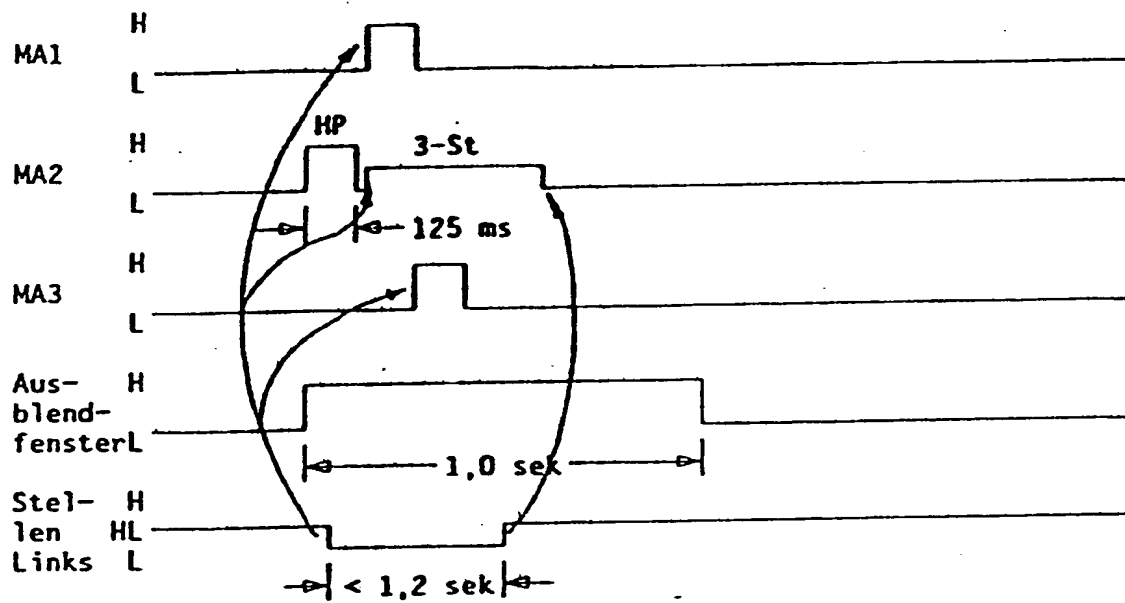 H
MA1
L
HP
H
3-St
MA2
L
125 ms
H
MA3
L
Aus- H
blend-
fensterL
1,0 sek
Stel- H
len HL
Links L
< 1,2 sek